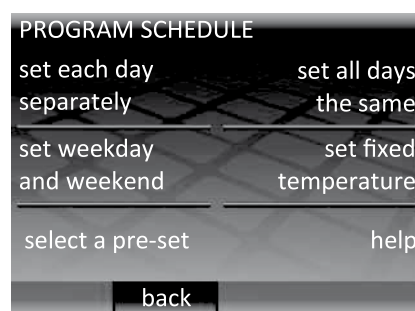 PROGRAM SCHEDULE
set each day
separately
set all days
the same
set weekday
and weekend
set fixed
temperature
select a pre-set
help
back